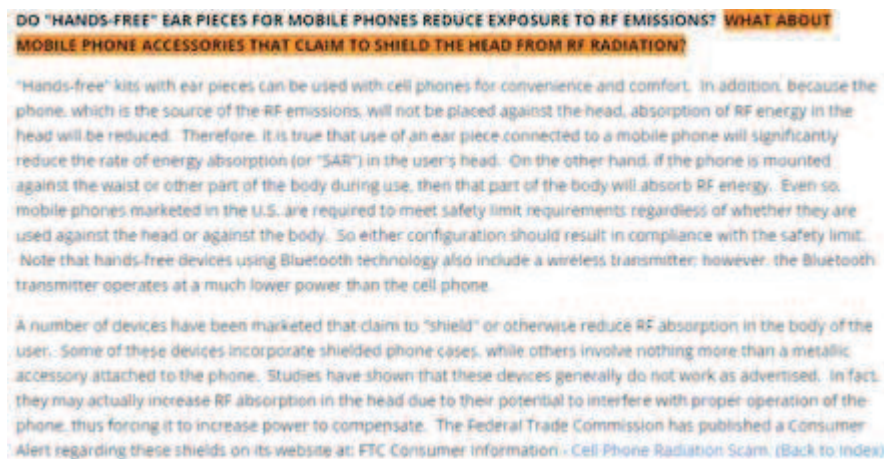 DO "HANDS-FREE" EAR PIECES FOR MOBILE PHONES REDUCE EXPOSURE TO RF EMISSIONS? WHAT ABOUT
MOBILE PHONE ACCESSORIES THAT CLAIM TO SHIELD THE HEAD FROM RF RADIATION?
"Hands-free" kits with ear pieces can be used with cell phones for convenience and comfort. In addition, because the
phone, which is the source of the RF emissions, will not be placed against the head, absorption of RF energy in the
head will be reduced. Therefore, it is true that use of an ear piece connected to a mobile phone will significantly
reduce the rate of energy absorption (or "SAR") in the user's head. On the other hand, if the phone is mounted
against the waist or other part of the body during use, then that part of the body will absorb RF energy. Even so,
mobile phones marketed in the U.S. are required to meet safety limit requirements regardless of whether they are
used against the head or against the body. So either configuration should result in compliance with the safety limit.
Note that hands-free devices using Bluetooth technology also include a wireless transmitter; however, the Bluetooth
transmitter operates at a much lower power than the cell phone.
A number of devices have been marketed that claim to "shield" or otherwise reduce RF absorption in the body of the
user. Some of these devices incorporate shielded phone cases, while others involve nothing more than a metallic
accessory attached to the phone. Studies have shown that these devices generally do not work as advertised. In fact,
they may actually increase RF absorption in the head due to their potential to interfere with proper operation of the
phone, thus forcing it to increase power to compensate. The Federal Trade Commission has published a Consumer
Alert regarding these shields on its website at: FTC Consumer Information - Cell Phone Radiation Scam. (Back to Index)